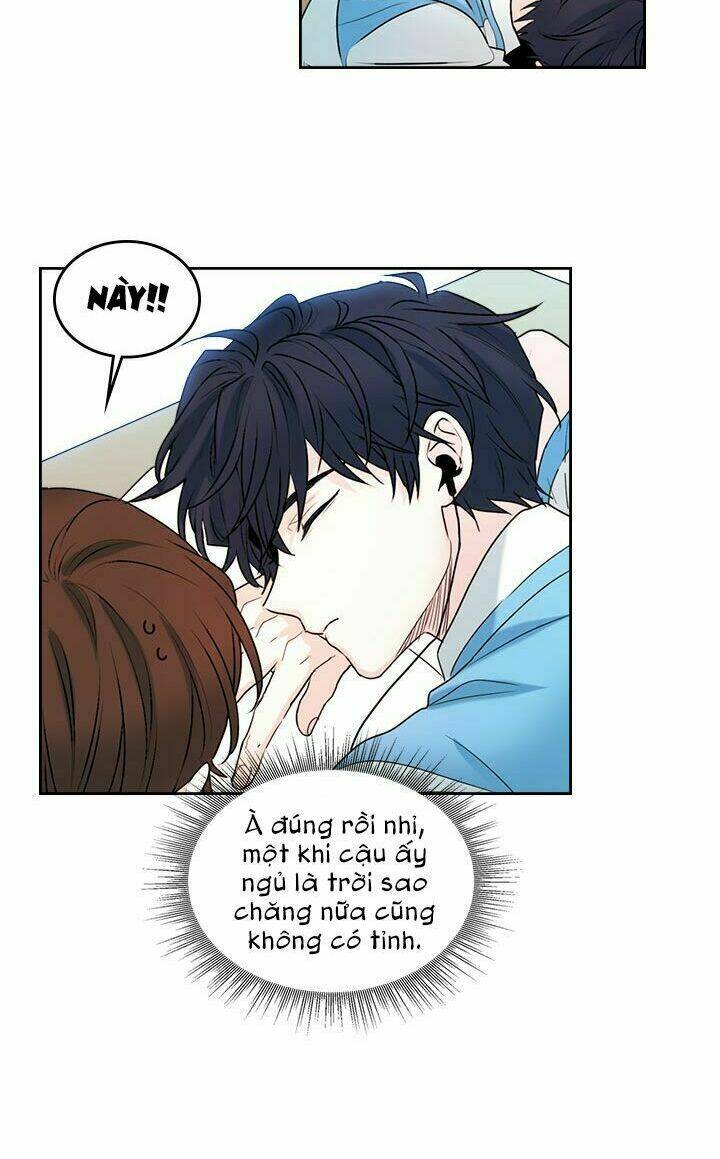 NÀY!!
À đúng rồi nhỉ,
một khi cậu ấy
ngủ là trời sao
chăng nữa cũng
không có tỉnh.